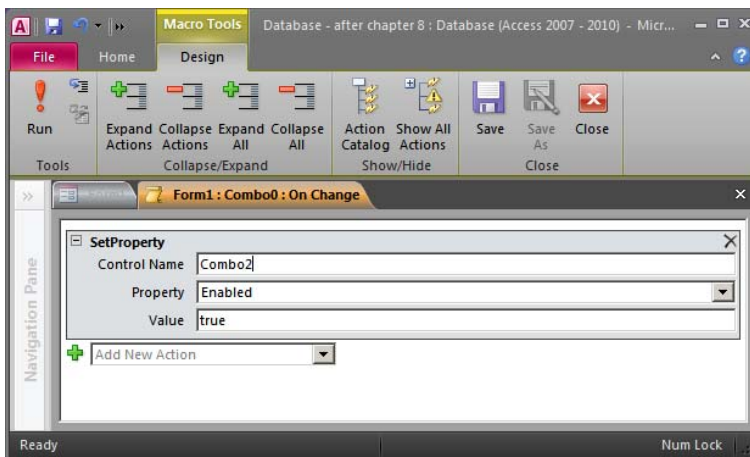 Macro Tools
Database - after chapter 8 : Database (Access 2007 - 2010) - Micr...
File Home Design
Run
Expand Actions
Collapse Actions
Expand All
Collapse All
Action Catalog
Show All Actions
Save
Save As
Close
Tools Collapse/Expand Show/Hide Close
Form1 Form1 : Combo0 : On Change
Navigation Pane
SetProperty
Control Name Combo2
Property Enabled
Value true
Add New Action
Ready Num Lock